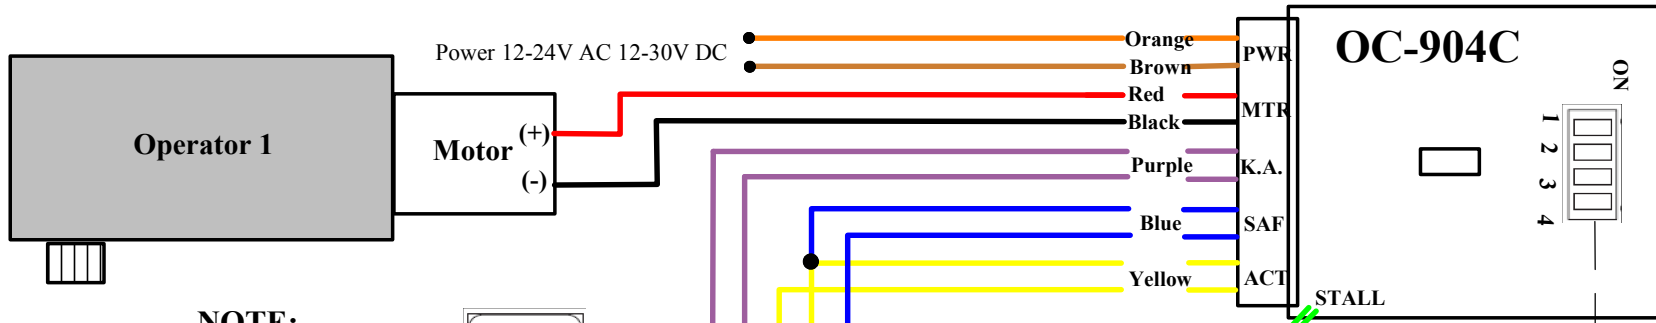 Power 12-24V AC 12-30V DC
Orange
Brown
Red
Black
Purple
Blue
Yellow
PWR
MTR
K.A.
SAF
ACT
OC-904C
ON
1
2
3
4
STALL
Operator 1
Motor
(+)
(-)
NOTE: